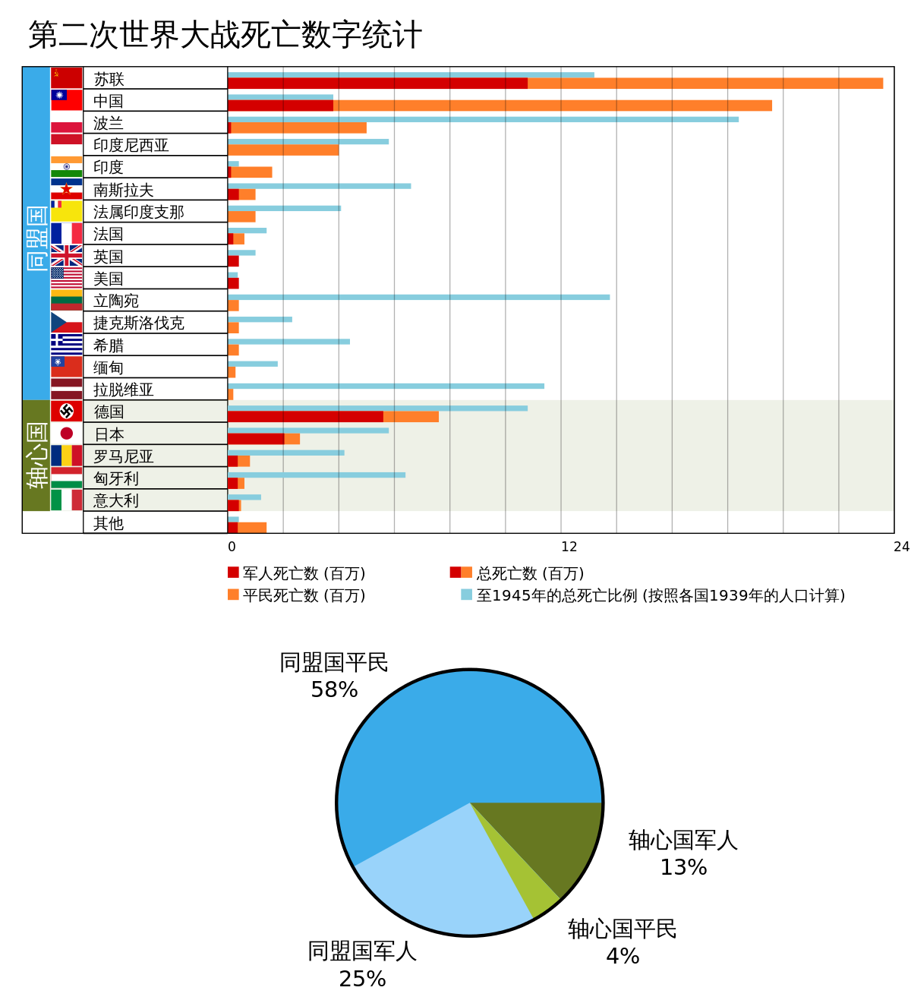 第二次世界大战死亡数字统计
同盟国
苏联
中国
波兰
印度尼西亚
印度
南斯拉夫
法属印度支那
法国
英国
美国
立陶宛
捷克斯洛伐克
希腊
缅甸
拉脱维亚
轴心国
德国
日本
罗马尼亚
匈牙利
意大利
其他
0 12 24
军人死亡数 (百万) 总死亡数 (百万)
平民死亡数 (百万) 至1945年的总死亡比例 (按照各国1939年的人口计算)
同盟国平民
58%
轴心国军人
13%
轴心国平民
4%
同盟国军人
25%